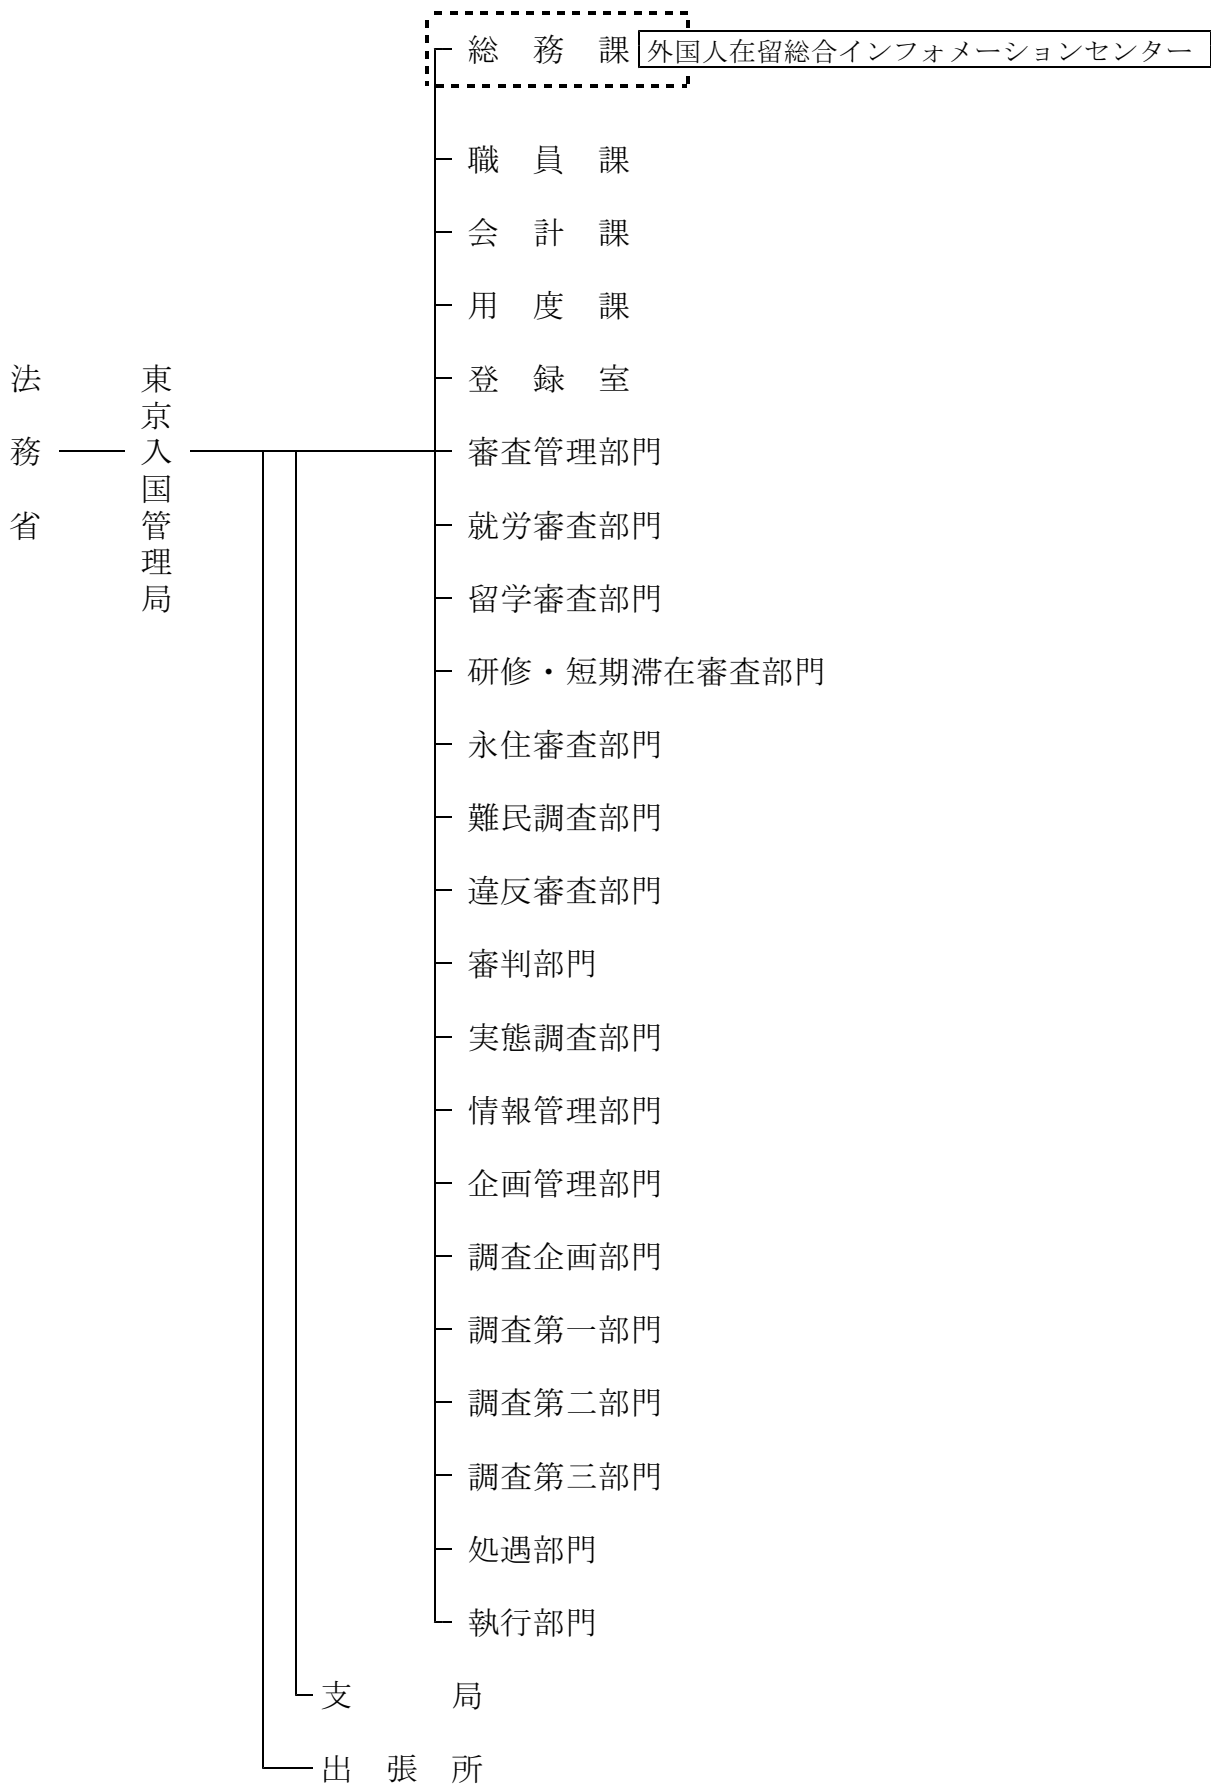 総務課
外国人在留総合インフォメーションセンター
職員課
会計課
用度課
登録室
法務省
東京入国管理局
審査管理部門
就労審査部門
留学審査部門
研修・短期滞在審査部門
永住審査部門
難民調査部門
違反審査部門
審判部門
実態調査部門
情報管理部門
企画管理部門
調査企画部門
調査第一部門
調査第二部門
調査第三部門
処遇部門
執行部門
支局
出張所